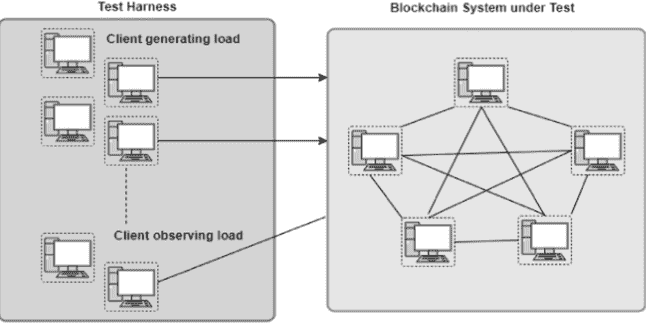 Test Harness
Blockchain System under Test
Client generating load
Client observing load